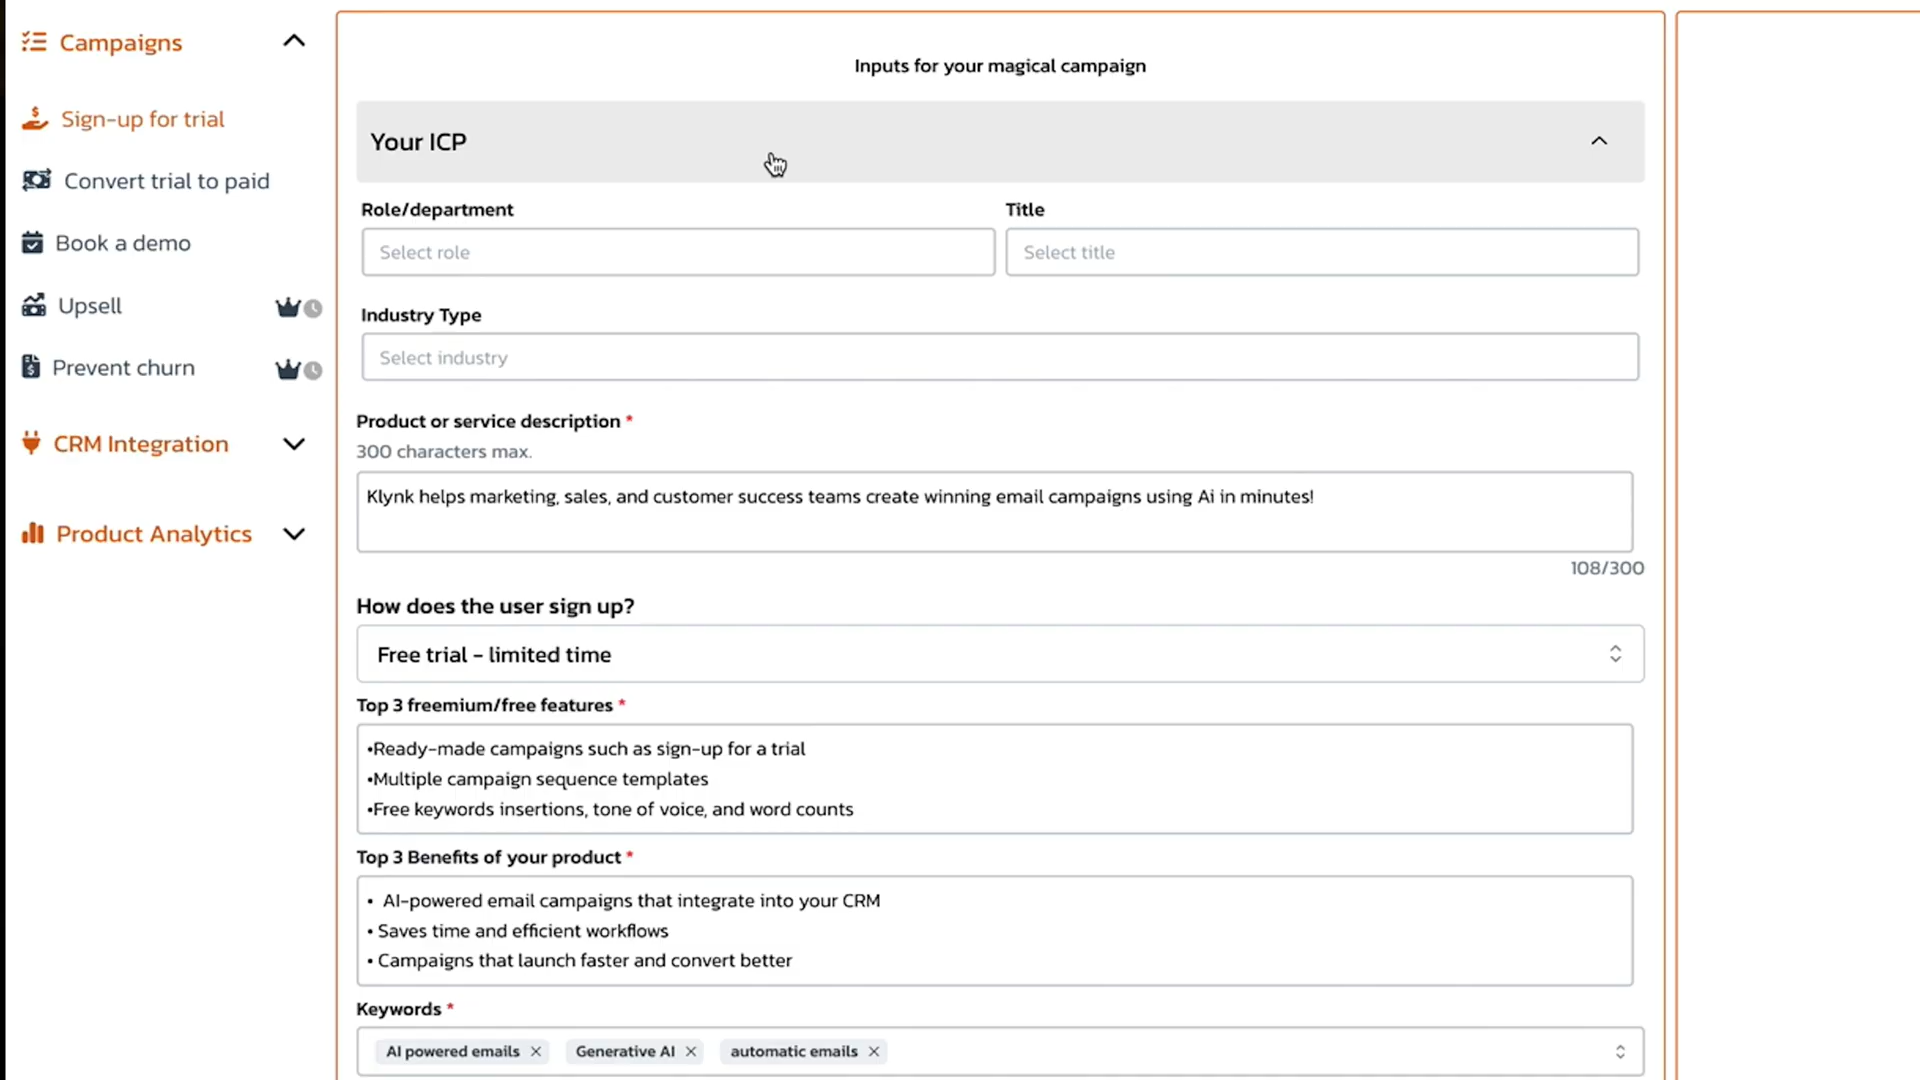 Campaigns
Sign-up for trial
Convert trial to paid
Book a demo
Upsell
Prevent churn
CRM Integration
Product Analytics
Inputs for your magical campaign
Your ICP
Role/department
Title
Select role
Select title
Industry Type
Select industry
Product or service description *
300 characters max.
Klynk helps marketing, sales, and customer success teams create winning email campaigns using Ai in minutes!
108/300
How does the user sign up?
Free trial - limited time
Top 3 freemium/free features *
•Ready-made campaigns such as sign-up for a trial
•Multiple campaign sequence templates
•Free keywords insertions, tone of voice, and word counts
Top 3 Benefits of your product *
• AI-powered email campaigns that integrate into your CRM
• Saves time and efficient workflows
• Campaigns that launch faster and convert better
Keywords *
AI powered emails × Generative AI × automatic emails ×